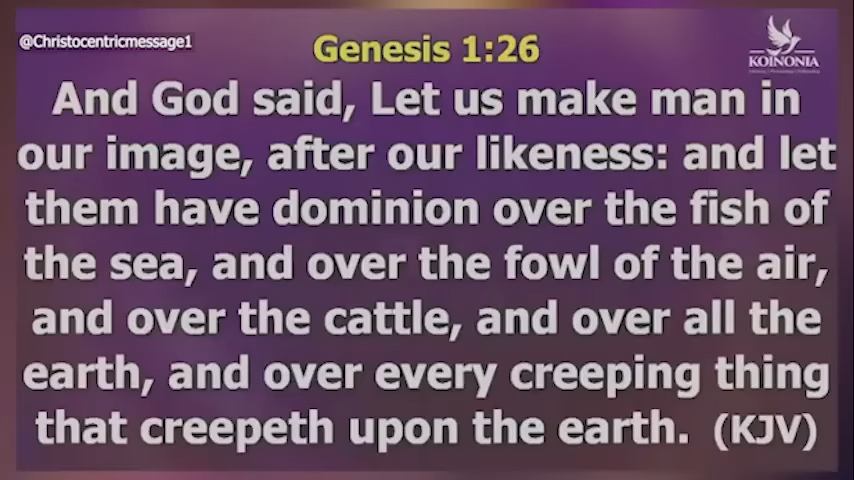 @Christocentricmessage1
KOINONIA
Genesis 1:26
And God said, Let us make man in
our image, after our likeness: and let
them have dominion over the fish of
the sea, and over the fowl of the air,
and over the cattle, and over all the
earth, and over every creeping thing
that creepeth upon the earth. (KJV)